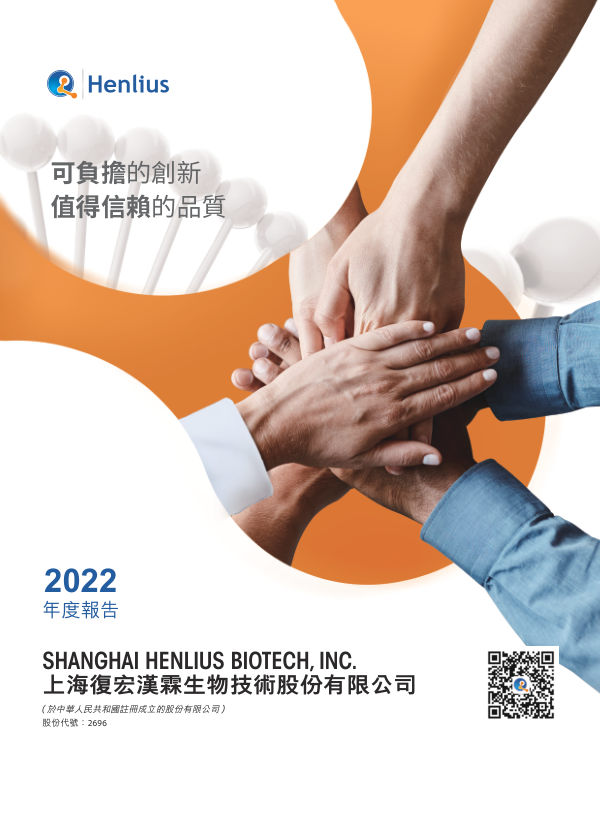 Henlius
可負擔的創新
值得信賴的品質
2022
年度報告
SHANGHAI HENLIUS BIOTECH, INC.
上海復宏漢霖生物技術股份有限公司
（於中華人民共和國註冊成立的股份有限公司）
股份代號：2696